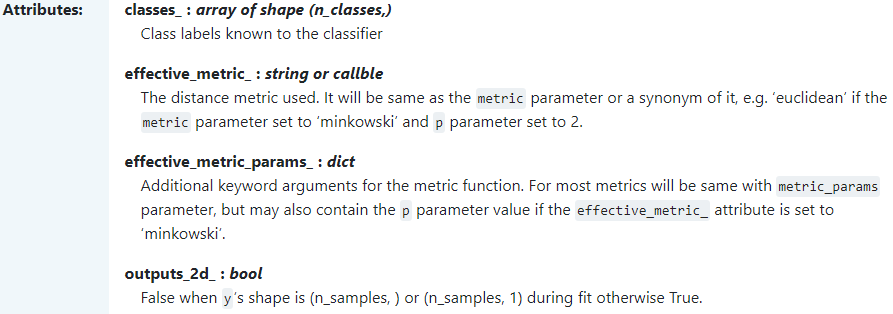 Attributes:
classes_ : array of shape (n_classes,)
Class labels known to the classifier
effective_metric_ : string or callble
The distance metric used. It will be same as the metric parameter or a synonym of it, e.g. ‘euclidean’ if the
metric parameter set to ‘minkowski’ and p parameter set to 2.
effective_metric_params_ : dict
Additional keyword arguments for the metric function. For most metrics will be same with metric_params
parameter, but may also contain the p parameter value if the effective_metric_ attribute is set to
‘minkowski’.
outputs_2d_ : bool
False when y’s shape is (n_samples, ) or (n_samples, 1) during fit otherwise True.